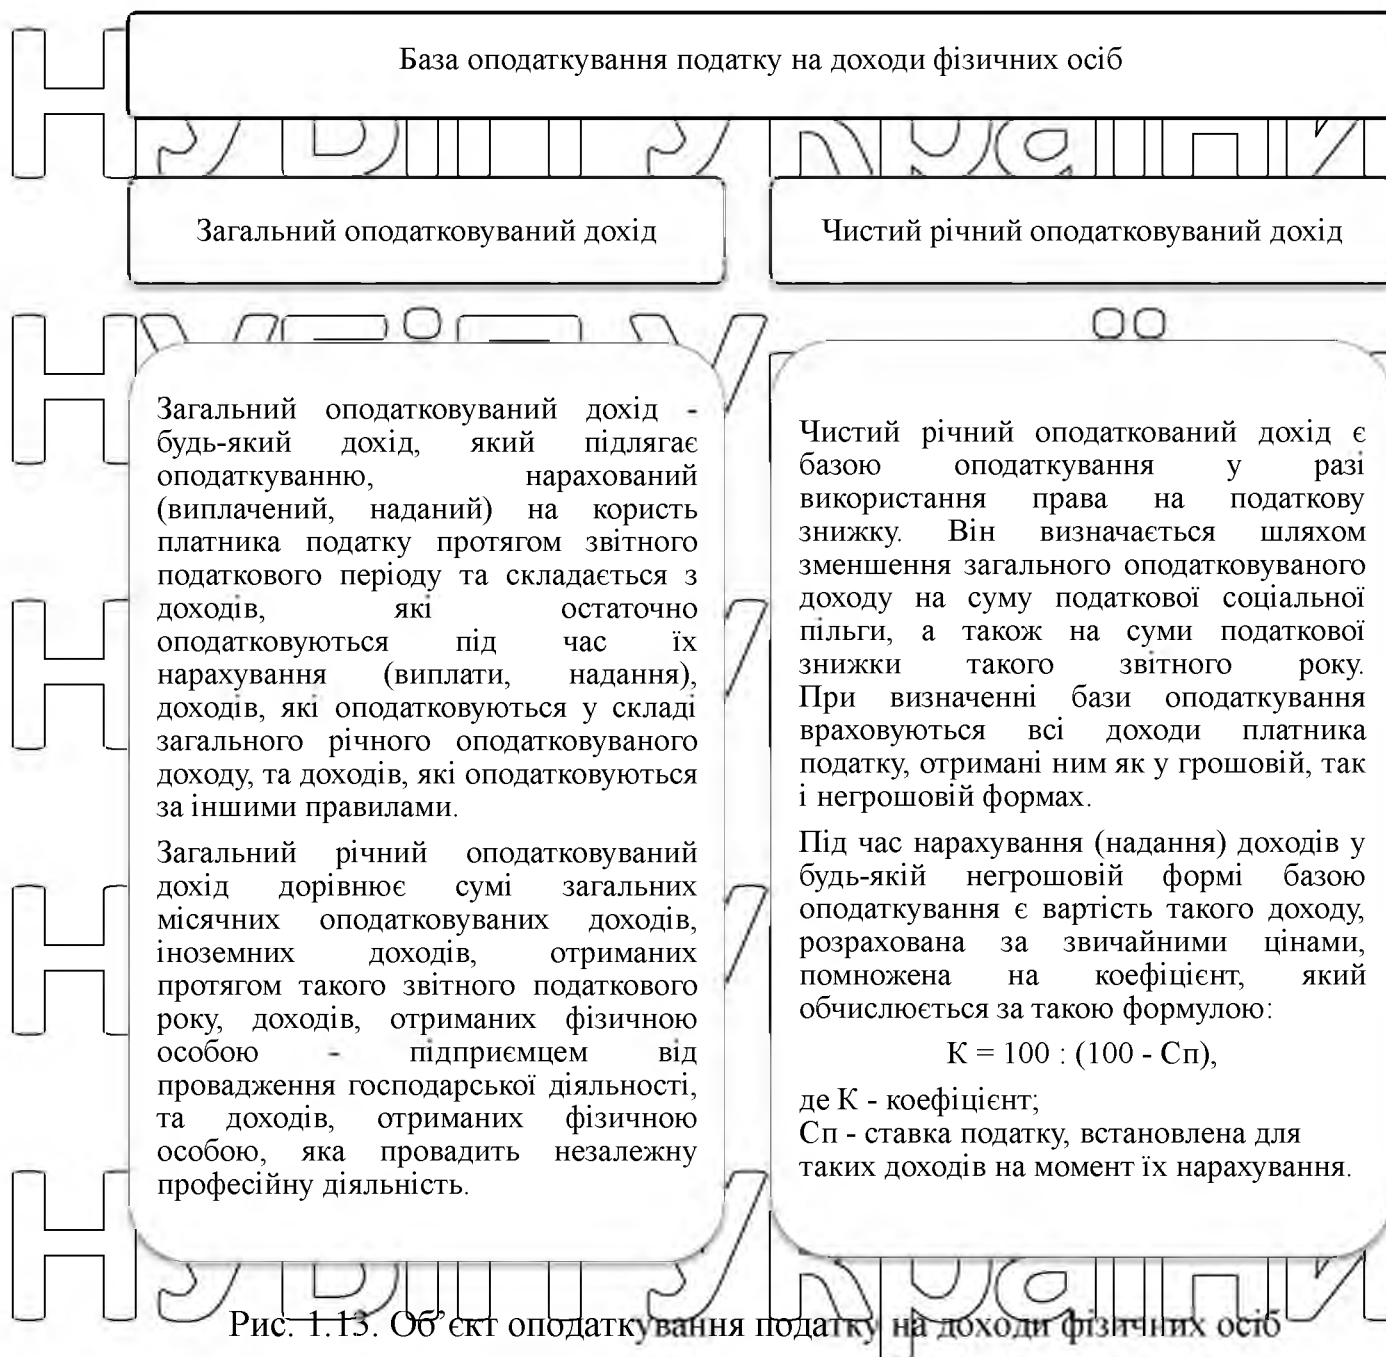 База оподаткування податку на доходи фізичних осіб
Загальний оподатковуваний дохід
Чистий річний оподатковуваний дохід
Загальний оподатковуваний дохід -
будь-який дохід, який підлягає
оподаткуванню, нарахований
(виплачений, наданий) на користь
платника податку протягом звітного
податкового періоду та складається з
доходів, які остаточно
оподатковуються під час їх
нарахування (виплати, надання),
доходів, які оподатковуються у складі
загального річного оподатковуваного
доходу, та доходів, які оподатковуються
за іншими правилами.
Загальний річний оподатковуваний
дохід дорівнює сумі загальних
місячних оподатковуваних доходів,
іноземних доходів, отриманих
протягом такого звітного податкового
року, доходів, отриманих фізичною
особою - підприємцем від
провадження господарської діяльності,
та доходів, отриманих фізичною
особою, яка провадить незалежну
професійну діяльність.
Чистий річний оподаткований дохід є
базою оподаткування у разі
використання права на податкову
знижку. Він визначається шляхом
зменшення загального оподатковуваного
доходу на суму податкової соціальної
пільги, а також на суми податкової
знижки такого звітного року.
При визначенні бази оподаткування
враховуються всі доходи платника
податку, отримані ним як у грошовій, так
і негрошовій формах.
Під час нарахування (надання) доходів у
будь-якій негрошовій формі базою
оподаткування є вартість такого доходу,
розрахована за звичайними цінами,
помножена на коефіцієнт, який
обчислюється за такою формулою:
К = 100 : (100 - Сп),
де К - коефіцієнт;
Сп - ставка податку, встановлена для
таких доходів на момент їх нарахування.
Рис. 1.13. Об’єкт оподаткування податку на доходи фізичних осіб